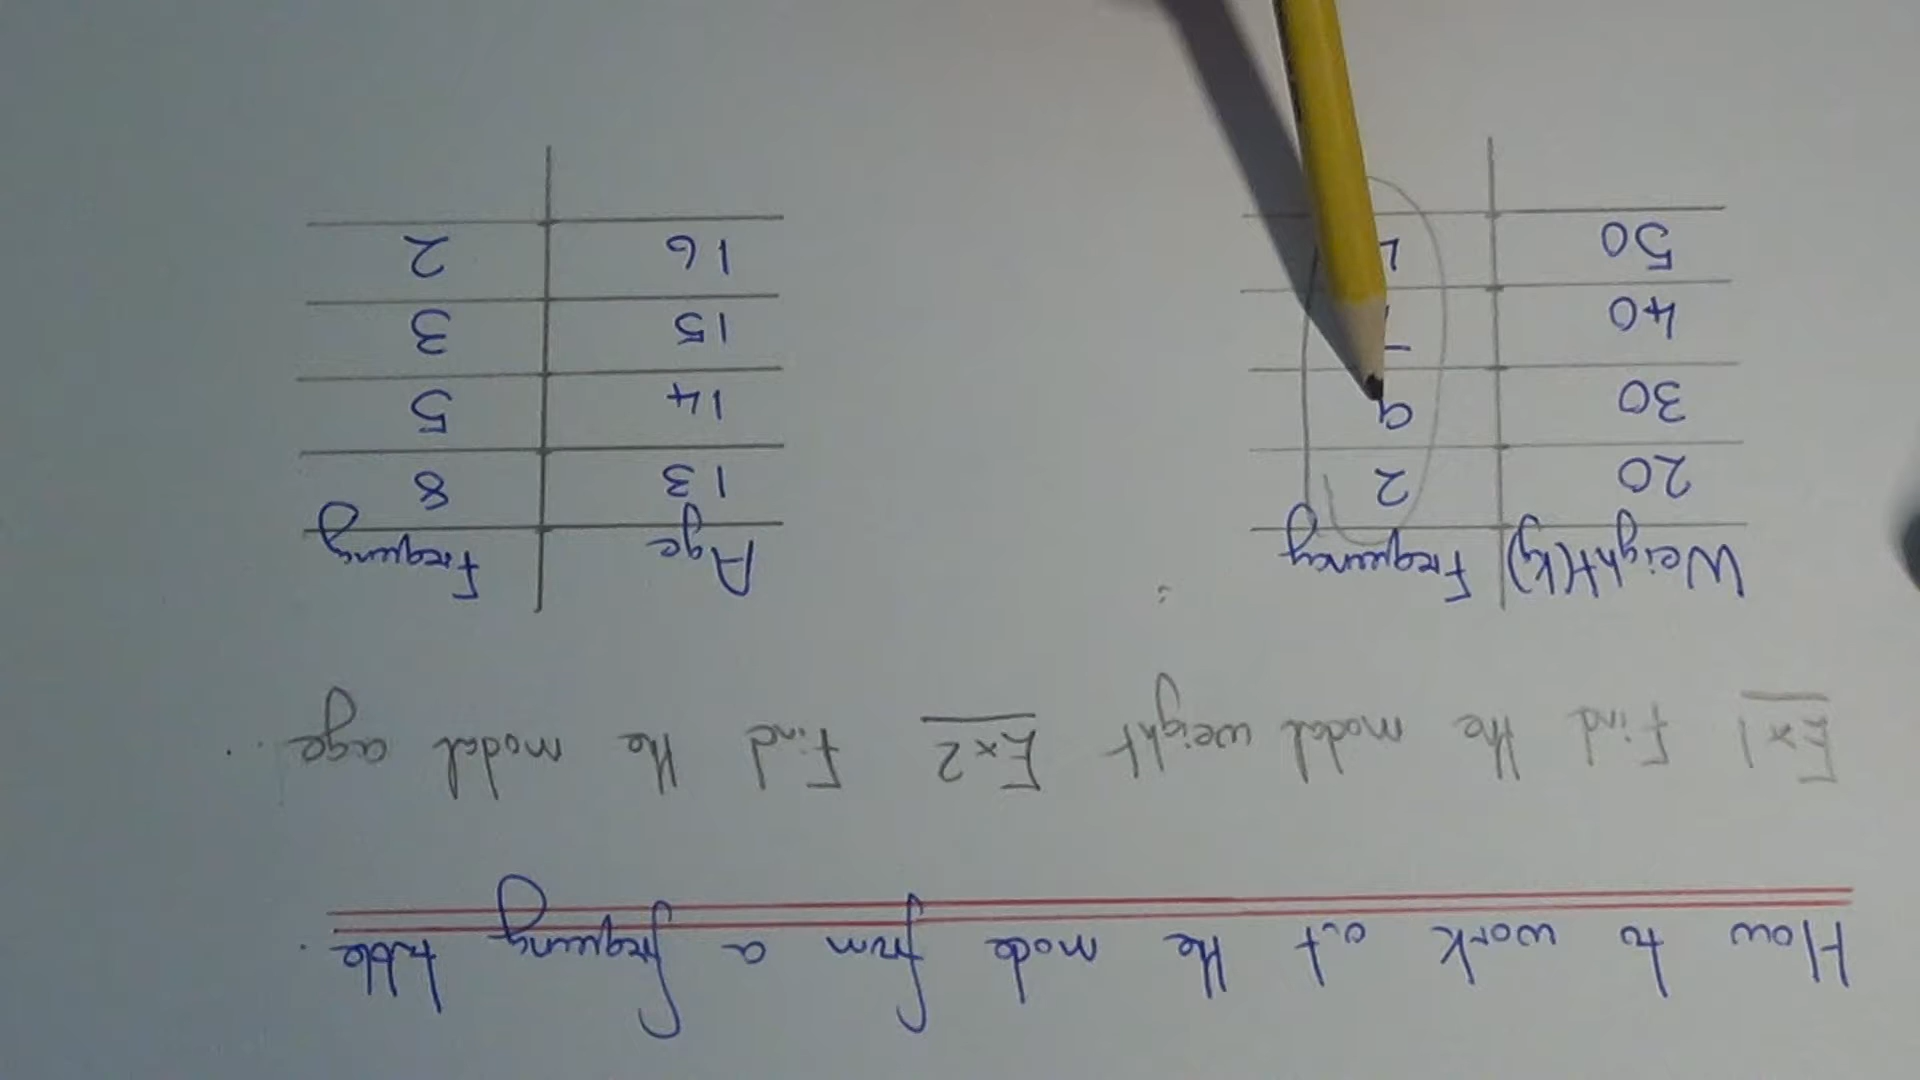 How to work out the mode from a frequency table.
Ex1 Find the modal weight Ex2 Find the modal age.
Weight(kg) Frequency
20 2
30 9
40
50
Age Frequency
13 8
14 5
15 3
16 2